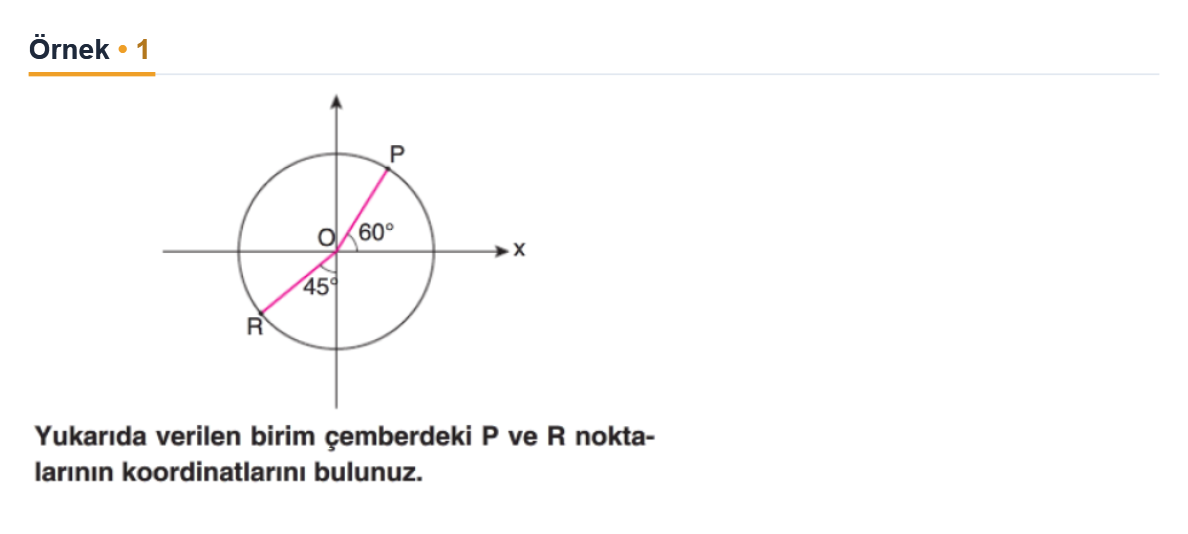 Örnek • 1
P
O
60°
x
45°
R
Yukarıda verilen birim çemberdeki P ve R nokta-
larının koordinatlarını bulunuz.